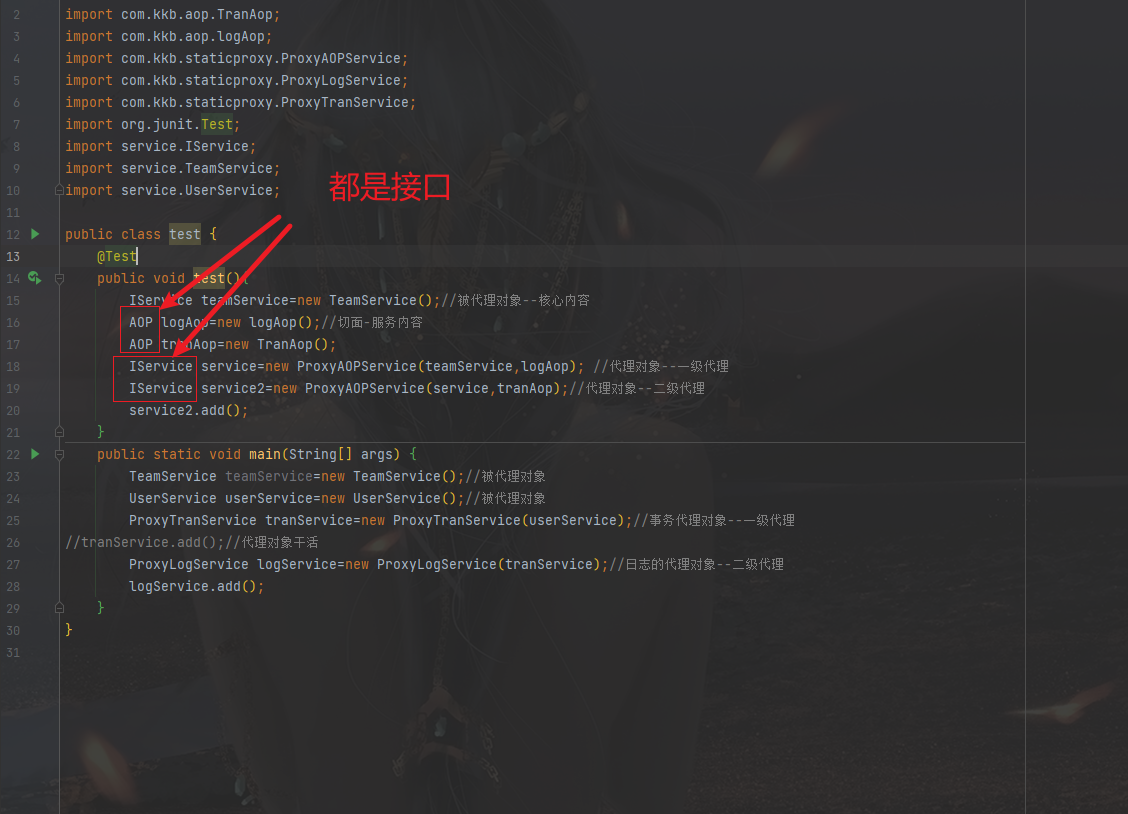 2 import com.kkb.aop.TranAop;
3 import com.kkb.aop.logAop;
4 import com.kkb.staticproxy.ProxyAOPService;
5 import com.kkb.staticproxy.ProxyLogService;
6 import com.kkb.staticproxy.ProxyTranService;
7 import org.junit.Test;
8 import service.IService;
9 import service.TeamService;
10 import service.UserService;
都是接口
11
12 public class test {
13 @Test
14 public void test(){
15 IService teamService=new TeamService();//被代理对象--核心内容
16 AOP logAop=new logAop();//切面-服务内容
17 AOP tranAop=new TranAop();
18 IService service=new ProxyAOPService(teamService,logAop); //代理对象--一级代理
19 IService service2=new ProxyAOPService(service,tranAop);//代理对象--二级代理
20 service2.add();
21 }
22 public static void main(String[] args) {
23 TeamService teamService=new TeamService();//被代理对象
24 UserService userService=new UserService();//被代理对象
25 ProxyTranService tranService=new ProxyTranService(userService);//事务代理对象--一级代理
26 //tranService.add();//代理对象干活
27 ProxyLogService logService=new ProxyLogService(tranService);//日志的代理对象--二级代理
28 logService.add();
29 }
30 }
31